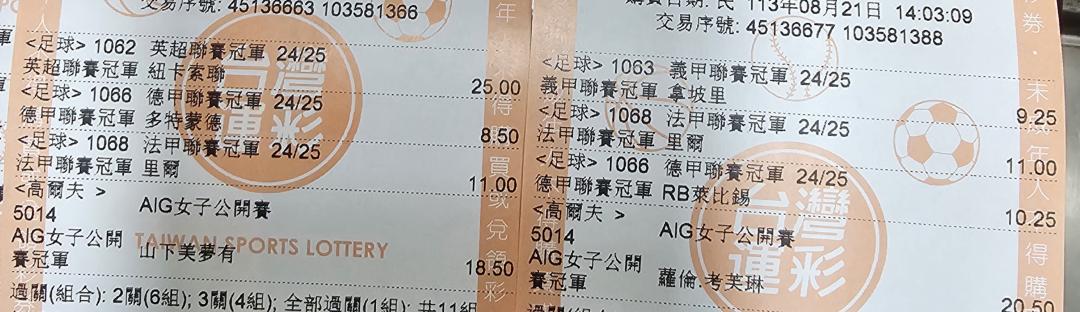 交易序號: 45136663 103581366
<足球> 1062 英超聯賽冠軍 24/25
英超聯賽冠軍 紐卡索聯
25.00
<足球> 1066 德甲聯賽冠軍 24/25
德甲聯賽冠軍 多特蒙德
8.50
<足球> 1068 法甲聯賽冠軍 24/25
法甲聯賽冠軍 里爾
11.00
<高爾夫 >
5014 AIG女子公開賽
AIG女子公開
賽冠軍 山下美夢有
18.50
TAIWAN SPORTS LOTTERY
過關(組合): 2關(6組); 3關(4組); 全部過關(1組); 共11組
113年08月21日 14:03:09
交易序號: 45136677 103581388
<足球> 1063 義甲聯賽冠軍 24/25
義甲聯賽冠軍 拿坡里
9.25
<足球> 1068 法甲聯賽冠軍 24/25
法甲聯賽冠軍 里爾
11.00
<足球> 1066 德甲聯賽冠軍 24/25
德甲聯賽冠軍 RB萊比錫
10.25
<高爾夫 >
5014 AIG女子公開賽
AIG女子公開
賽冠軍 蘿倫.考芙琳
20.50
台灣
運彩